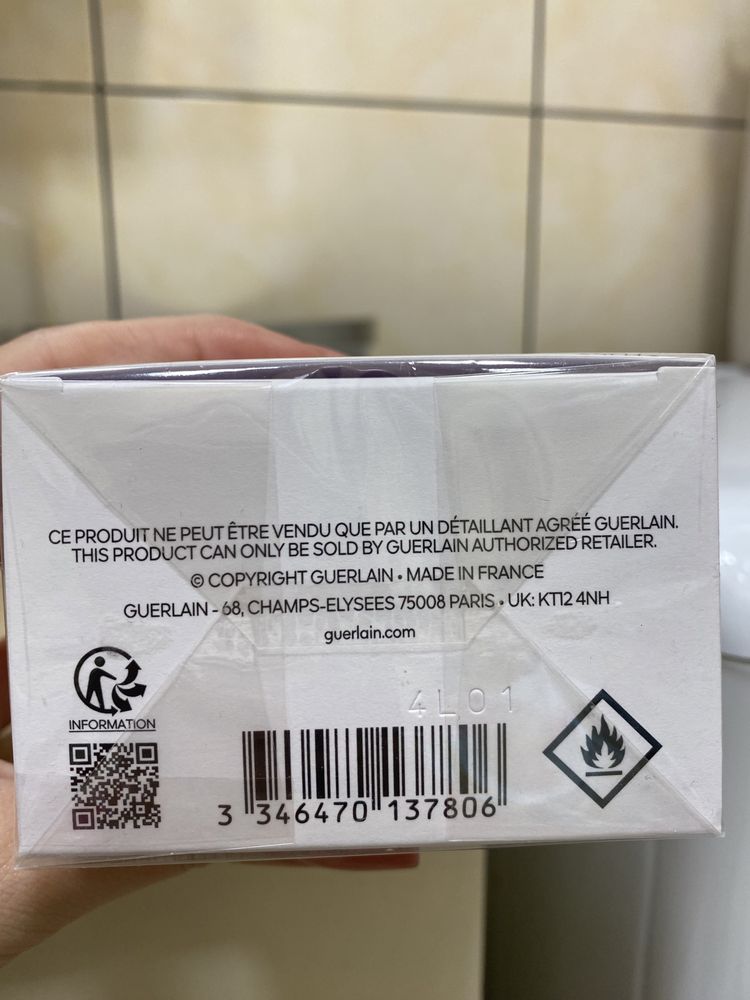 CE PRODUIT NE PEUT ÊTRE VENDU QUE PAR UN DÉTAILLANT AGRÉÉ GUERLAIN.
THIS PRODUCT CAN ONLY BE SOLD BY GUERLAIN AUTHORIZED RETAILER.
© COPYRIGHT GUERLAIN • MADE IN FRANCE
GUERLAIN - 68, CHAMPS-ELYSEES 75008 PARIS • UK: KT12 4NH
guerlain.com
INFORMATION
4L01
3 346470 137806